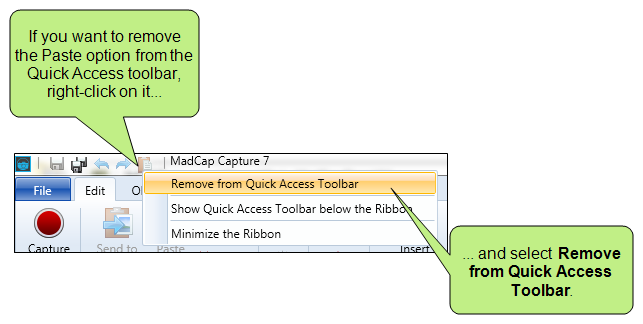 If you want to remove
the Paste option from the
Quick Access toolbar,
right-click on it...
MadCap Capture 7
File Edit
Remove from Quick Access Toolbar
Show Quick Access Toolbar below the Ribbon
Minimize the Ribbon
Capture Send to Paste Insert
... and select Remove
from Quick Access
Toolbar.